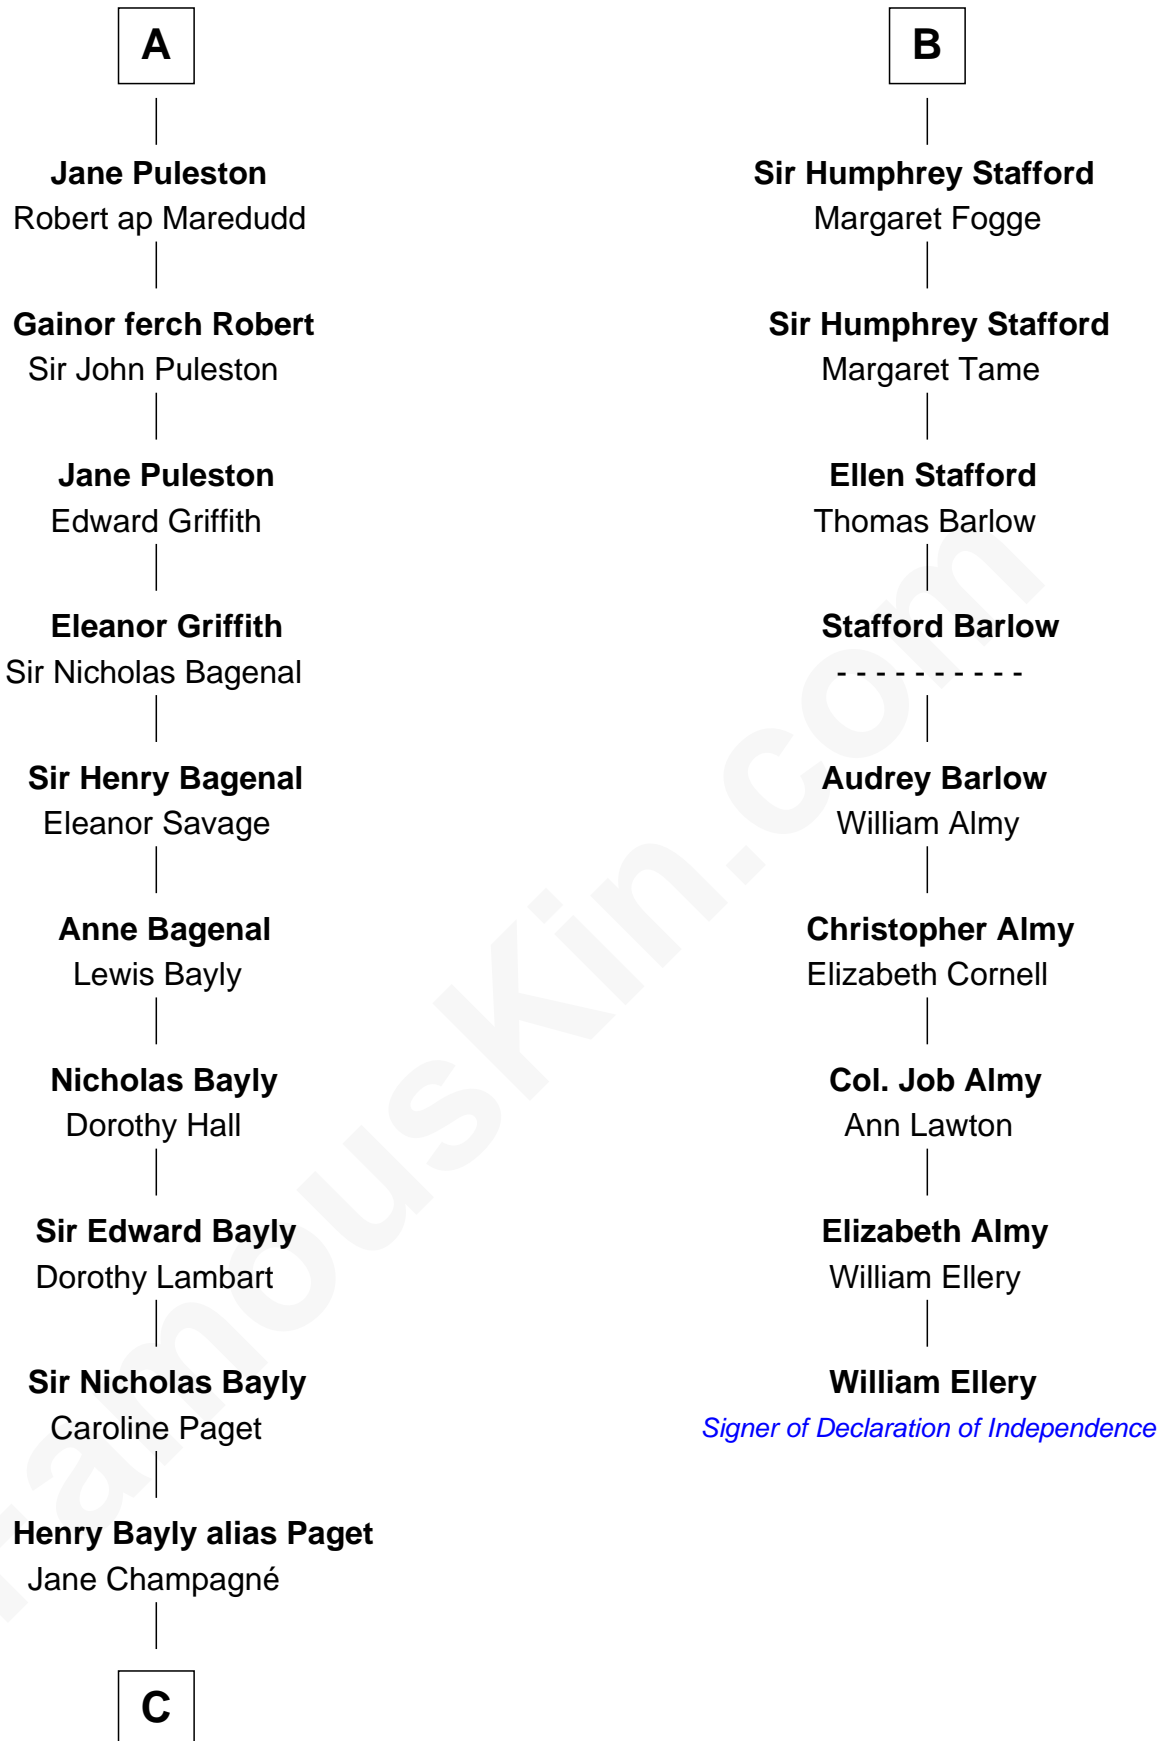 A
Jane Puleston
Robert ap Maredudd
Gainor ferch Robert
Sir John Puleston
Jane Puleston
Edward Griffith
Eleanor Griffith
Sir Nicholas Bagenal
Sir Henry Bagenal
Eleanor Savage
Anne Bagenal
Lewis Bayly
Nicholas Bayly
Dorothy Hall
Sir Edward Bayly
Dorothy Lambart
Sir Nicholas Bayly
Caroline Paget
Henry Bayly alias Paget
Jane Champagné
C
B
Sir Humphrey Stafford
Margaret Fogge
Sir Humphrey Stafford
Margaret Tame
Ellen Stafford
Thomas Barlow
Stafford Barlow
- - - - - - - - - -
Audrey Barlow
William Almy
Christopher Almy
Elizabeth Cornell
Col. Job Almy
Ann Lawton
Elizabeth Almy
William Ellery
William Ellery
Signer of Declaration of Independence
FamousKin.com